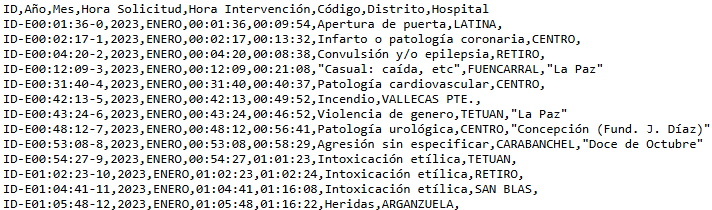 ID,Año,Mes,Hora Solicitud,Hora Intervención,Código,Distrito,Hospital
ID-E00:01:36-0,2023,ENERO,00:01:36,00:09:54,Apertura de puerta,LATINA,
ID-E00:02:17-1,2023,ENERO,00:02:17,00:13:32,Infarto o patología coronaria,CENTRO,
ID-E00:04:20-2,2023,ENERO,00:04:20,00:08:38,Convulsión y/o epilepsia,RETIRO,
ID-E00:12:09-3,2023,ENERO,00:12:09,00:21:08,"Casual: caída, etc",FUENCARRAL,"La Paz"
ID-E00:31:40-4,2023,ENERO,00:31:40,00:40:37,Patología cardiovascular,CENTRO,
ID-E00:42:13-5,2023,ENERO,00:42:13,00:49:52,Incendio,VALLECAS PTE.,
ID-E00:43:24-6,2023,ENERO,00:43:24,00:46:52,Violencia de genero,TETUAN,"La Paz"
ID-E00:48:12-7,2023,ENERO,00:48:12,00:56:41,Patología urológica,CENTRO,"Concepción (Fund. J. Díaz)"
ID-E00:53:08-8,2023,ENERO,00:53:08,00:58:29,Agresión sin especificar,CARABANCHEL,"Doce de Octubre"
ID-E00:54:27-9,2023,ENERO,00:54:27,01:01:23,Intoxicación etílica,TETUAN,
ID-E01:02:23-10,2023,ENERO,01:02:23,01:02:24,Intoxicación etílica,RETIRO,
ID-E01:04:41-11,2023,ENERO,01:04:41,01:16:08,Intoxicación etílica,SAN BLAS,
ID-E01:05:48-12,2023,ENERO,01:05:48,01:16:22,Heridas,ARGANZUELA,